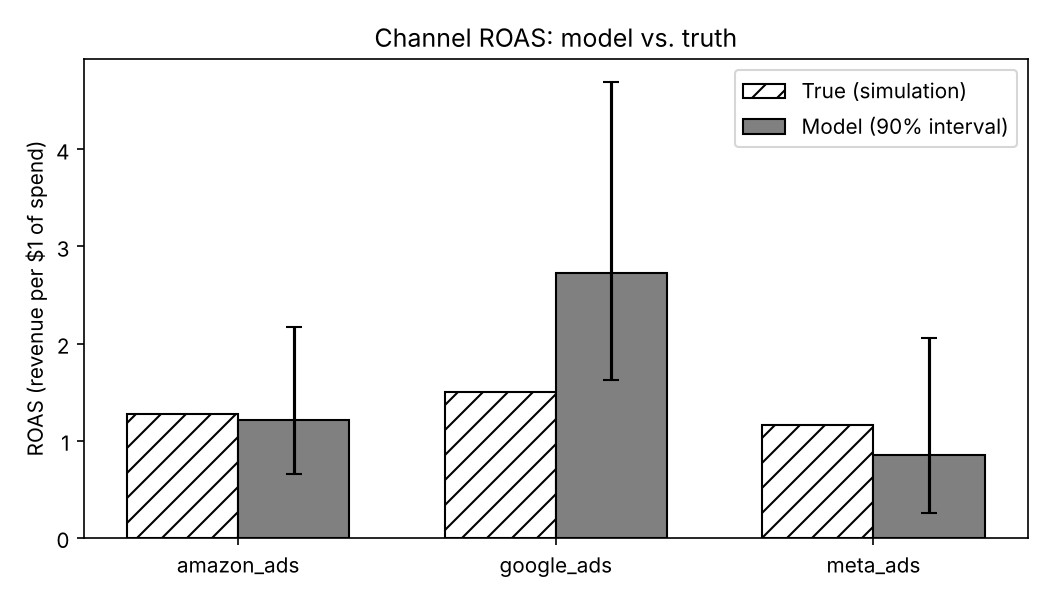 Channel ROAS: model vs. truth
True (simulation)
Model (90% interval)
ROAS (revenue per $1 of spend)
4
3
2
1
0
amazon_ads
google_ads
meta_ads